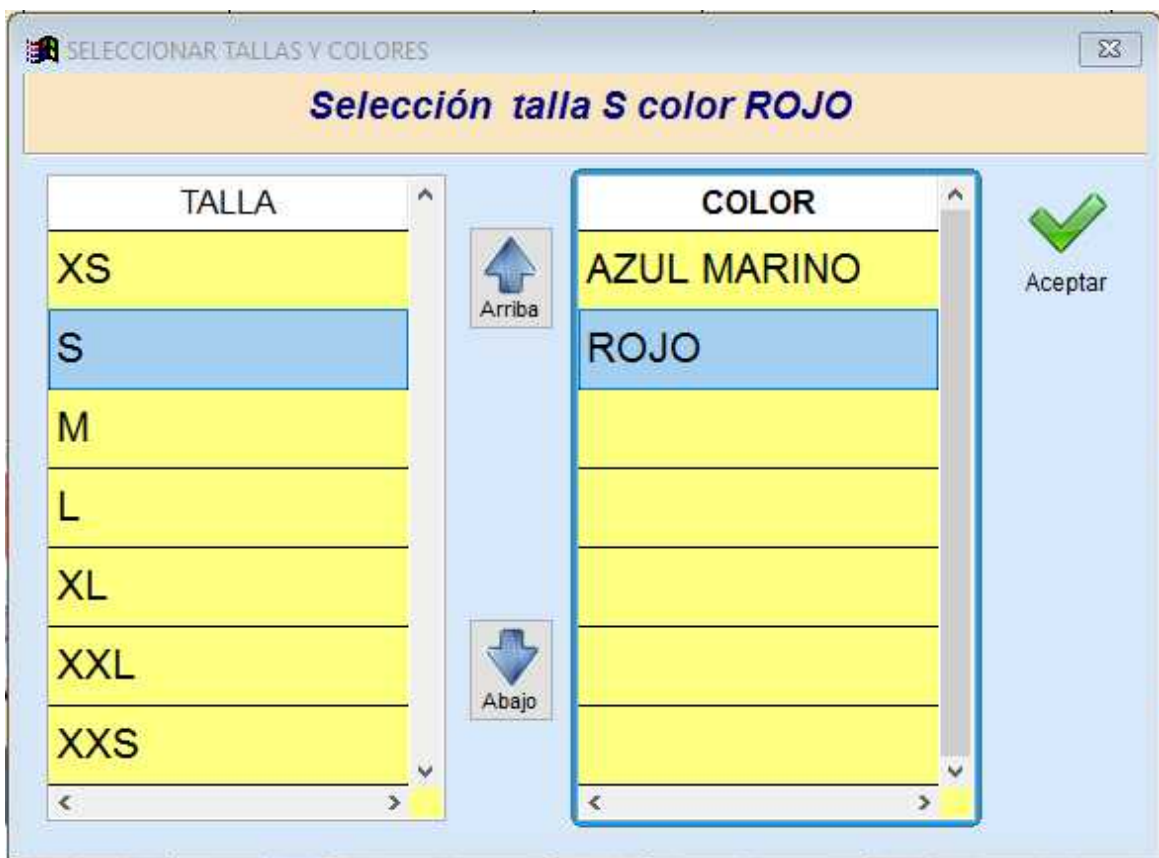 SELECCIONAR TALLAS Y COLORES
Selección talla S color ROJO
TALLA
XS
S
M
L
XL
XXL
XXS
Arriba
Abajo
COLOR
AZUL MARINO
ROJO
Aceptar